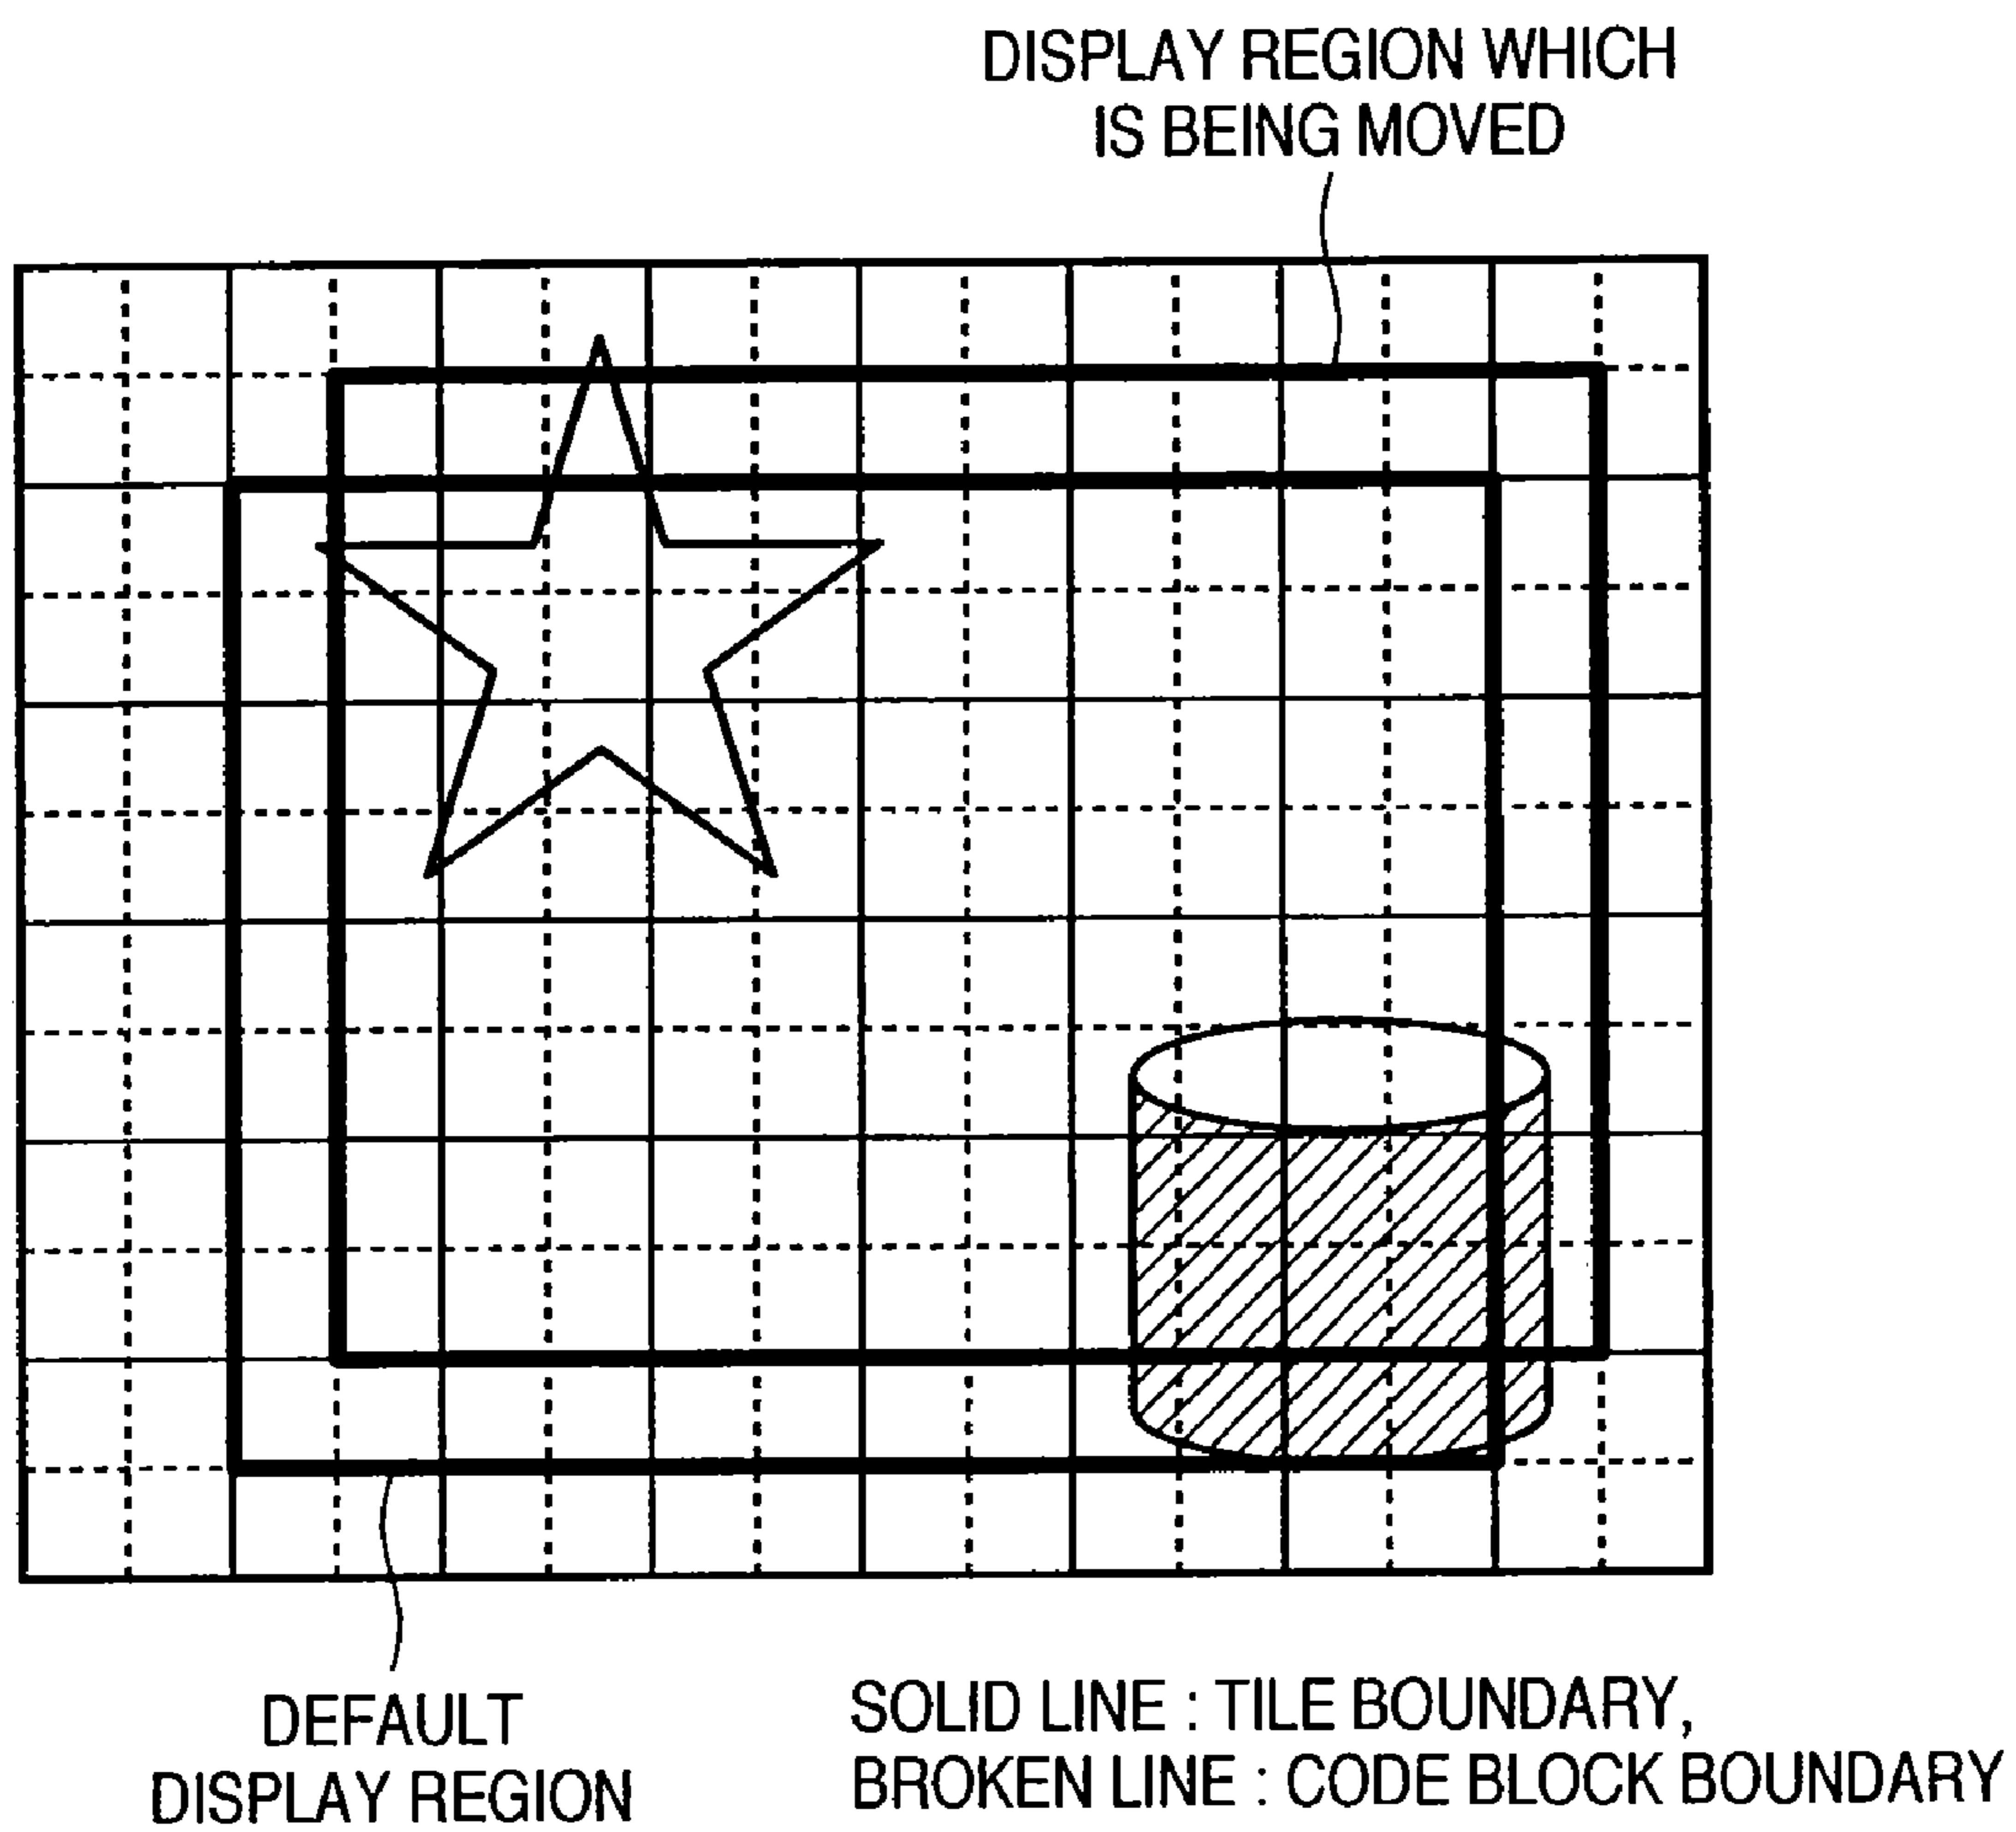 DISPLAY REGION WHICH
IS BEING MOVED
DEFAULT
DISPLAY REGION
SOLID LINE : TILE BOUNDARY,
BROKEN LINE : CODE BLOCK BOUNDARY